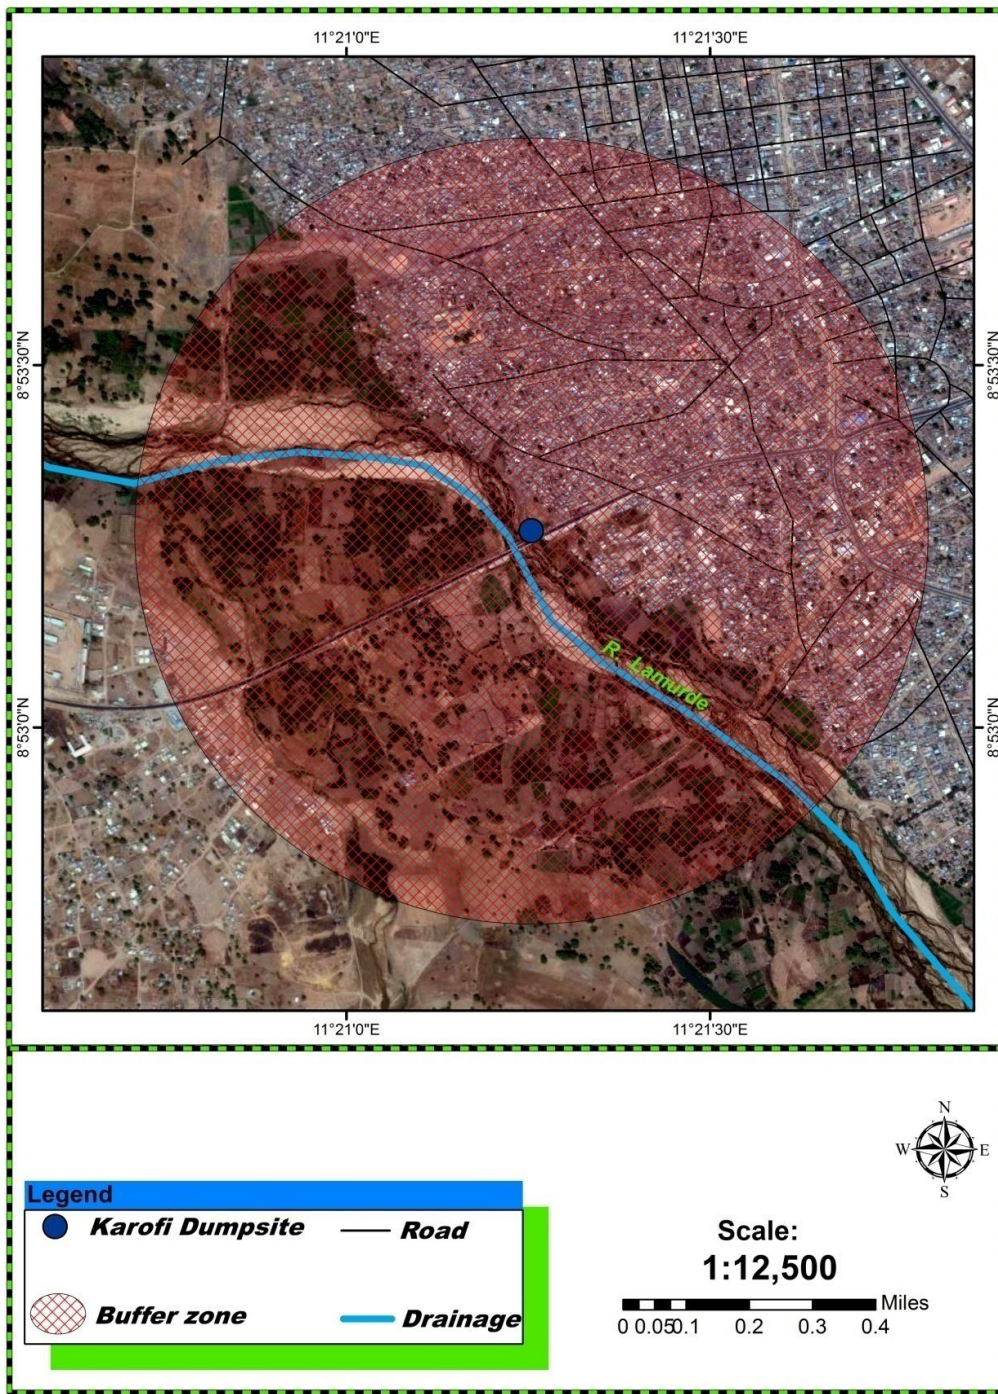 11°21'0"E 11°21'30"E
8°53'30"N 8°53'30"N
R. Lamurde
8°53'0"N 8°53'0"N
11°21'0"E 11°21'30"E
N
W E
S
Legend
Karofi Dumpsite Road
Buffer zone Drainage
Scale:
1:12,500
Miles
0 0.05 0.1 0.2 0.3 0.4